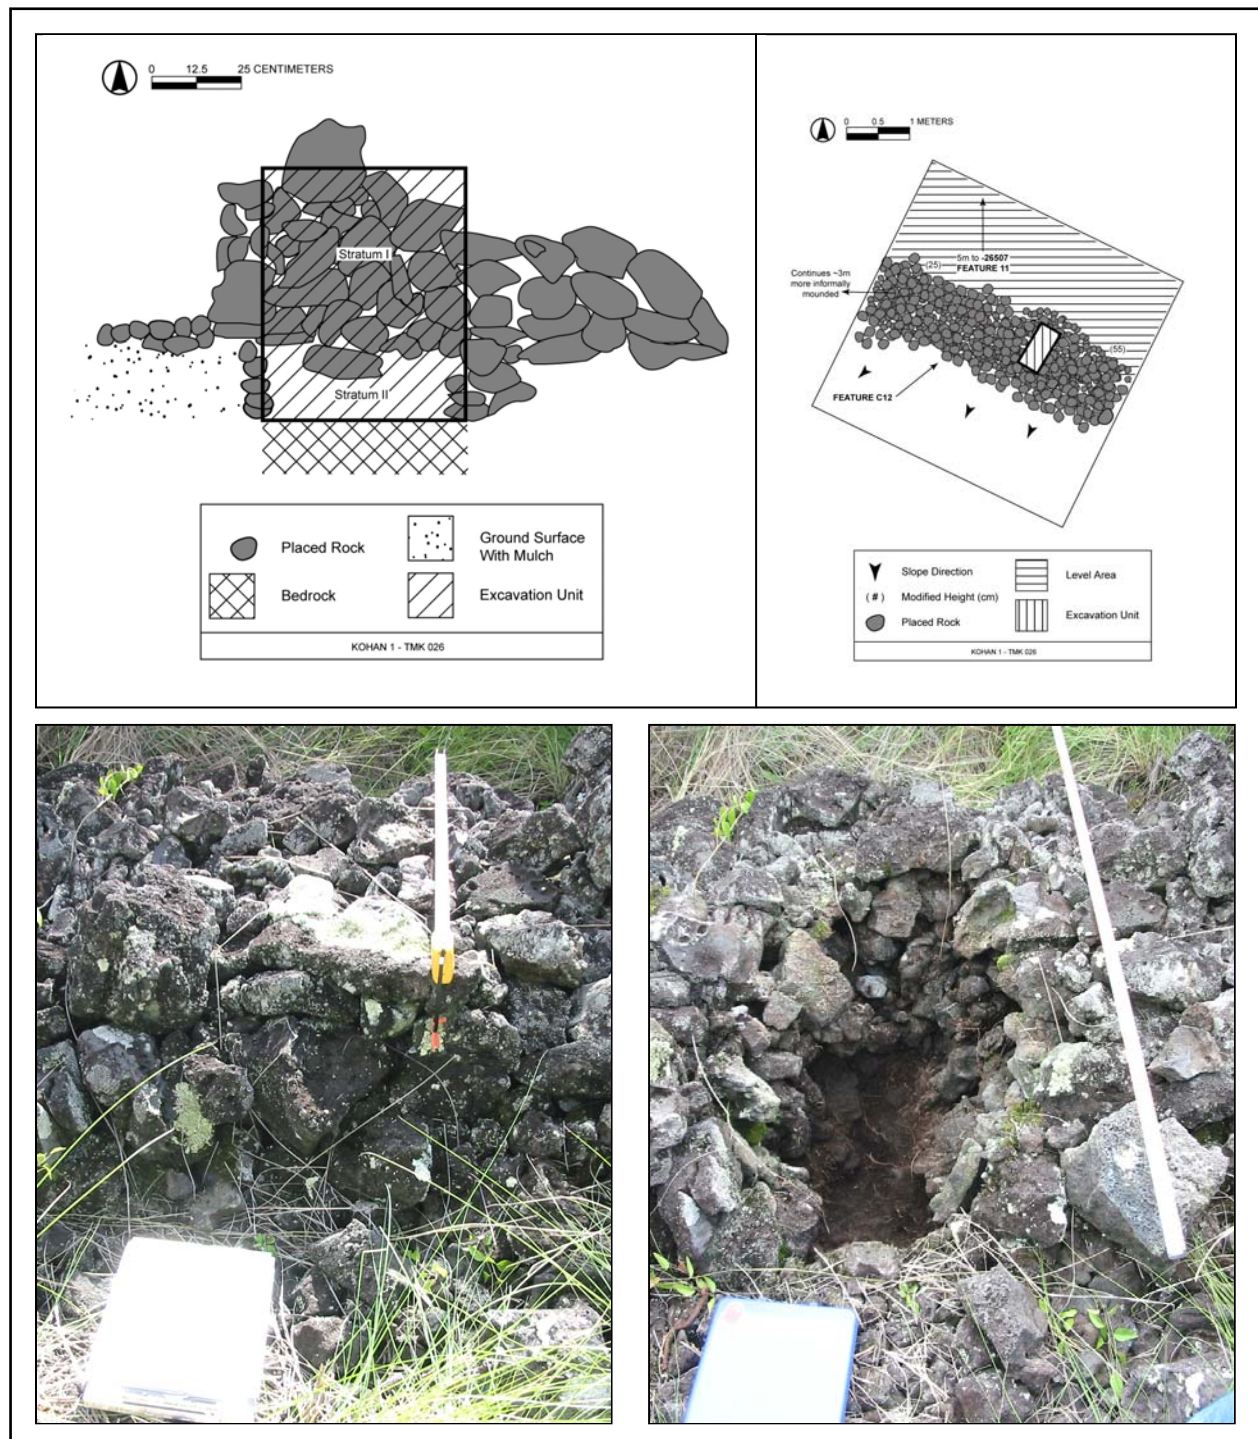 0 12.5 25 CENTIMETERS
Stratum I
Stratum II
Placed Rock
Ground Surface
With Mulch
Bedrock
Excavation Unit
KOHAN 1 - TMK 026
0 0.5 1 METERS
5m to -26507
FEATURE 11
(25)
Continues ~3m
more informally
mounded
(55)
FEATURE C12
Slope Direction
Level Area
( # ) Modified Height (cm)
Excavation Unit
Placed Rock
KOHAN 1 - TMK 026